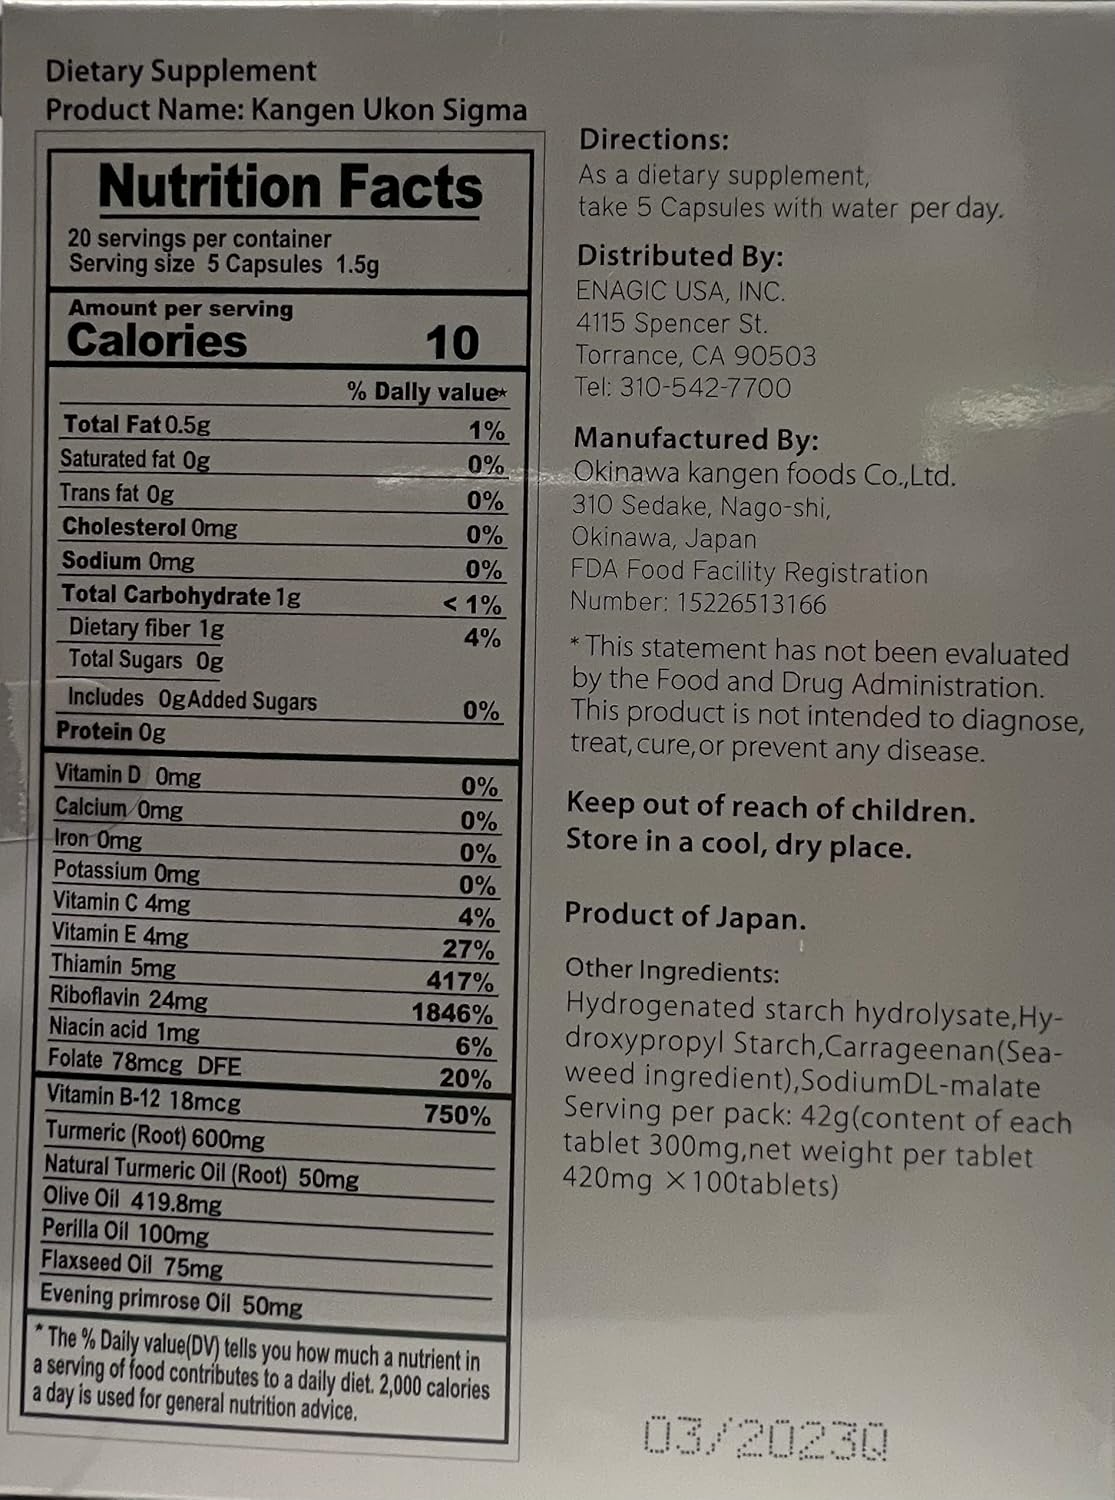 Dietary Supplement
Product Name: Kangen Ukon Sigma
Nutrition Facts
20 servings per container
Serving size 5 Capsules 1.5g
Amount per serving
Calories 10
% Dally value*
Total Fat 0.5g 1%
Saturated fat 0g 0%
Trans fat 0g 0%
Cholesterol 0mg 0%
Sodium 0mg 0%
Total Carbohydrate 1g < 1%
Dietary fiber 1g 4%
Total Sugars 0g
Includes 0g Added Sugars 0%
Protein 0g
Vitamin D 0mg 0%
Calcium 0mg 0%
Iron 0mg 0%
Potassium 0mg 0%
Vitamin C 4mg 4%
Vitamin E 4mg 27%
Thiamin 5mg 417%
Riboflavin 24mg 1846%
Niacin acid 1mg 6%
Folate 78mcg DFE 20%
Vitamin B-12 18mcg 750%
Turmeric (Root) 600mg
Natural Turmeric Oil (Root) 50mg
Olive Oil 419.8mg
Perilla Oil 100mg
Flaxseed Oil 75mg
Evening primrose Oil 50mg
* The % Daily value(DV) tells you how much a nutrient in
a serving of food contributes to a daily diet. 2,000 calories
a day is used for general nutrition advice.
Directions:
As a dietary supplement,
take 5 Capsules with water per day.
Distributed By:
ENAGIC USA, INC.
4115 Spencer St.
Torrance, CA 90503
Tel: 310-542-7700
Manufactured By:
Okinawa kangen foods Co.,Ltd.
310 Sedake, Nago-shi,
Okinawa, Japan
FDA Food Facility Registration
Number: 15226513166
* This statement has not been evaluated
by the Food and Drug Administration.
This product is not intended to diagnose,
treat, cure, or prevent any disease.
Keep out of reach of children.
Store in a cool, dry place.
Product of Japan.
Other Ingredients:
Hydrogenated starch hydrolysate,Hy-
droxypropyl Starch,Carrageenan(Sea-
weed ingredient),SodiumDL-malate
Serving per pack: 42g(content of each
tablet 300mg,net weight per tablet
420mg ×100tablets)
03/2023Q